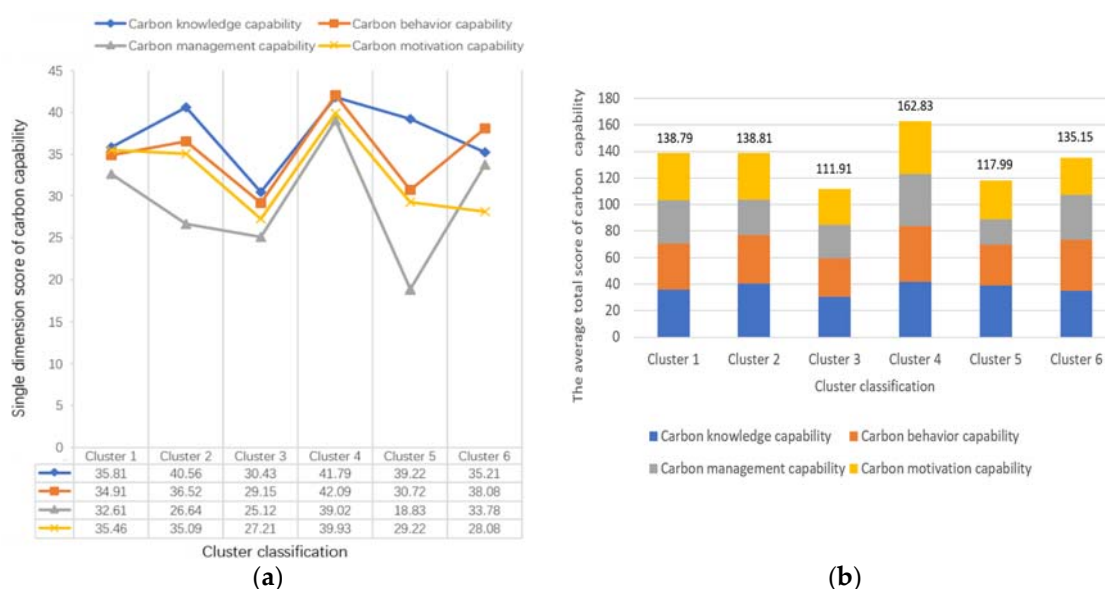 Carbon knowledge capability Carbon behavior capability
Carbon management capability Carbon motivation capability
Single dimension score of carbon capability
45
40
35
30
25
20
15
10
5
0
Cluster 1 Cluster 2 Cluster 3 Cluster 4 Cluster 5 Cluster 6
35.81 40.56 30.43 41.79 39.22 35.21
34.91 36.52 29.15 42.09 30.72 38.08
32.61 26.64 25.12 39.02 18.83 33.78
35.46 35.09 27.21 39.93 29.22 28.08
Cluster classification
(a)
The average total score of carbon capability
180
160
140
120
100
80
60
40
20
0
138.79 138.81 111.91 162.83 117.99 135.15
Cluster 1 Cluster 2 Cluster 3 Cluster 4 Cluster 5 Cluster 6
Cluster classification
Carbon knowledge capability Carbon behavior capability
Carbon management capability Carbon motivation capability
(b)